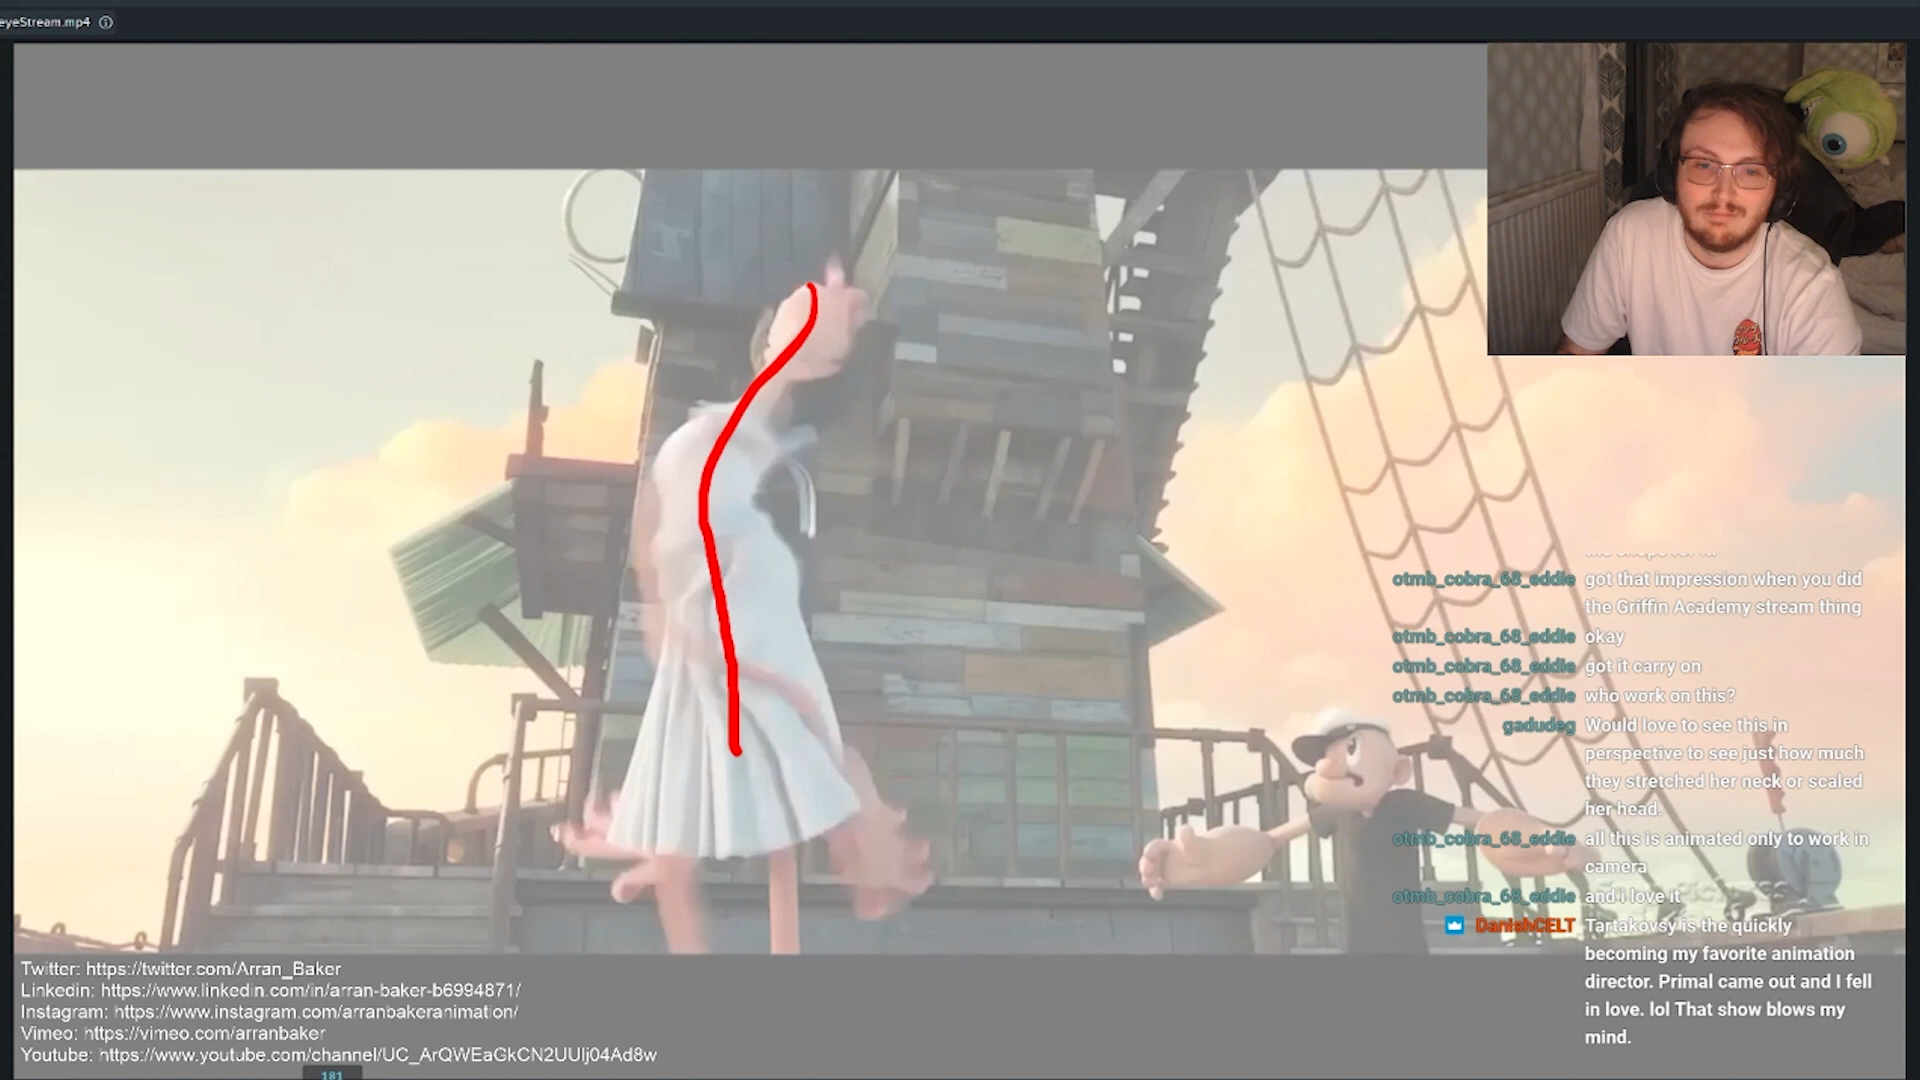 eyeStream.mp4
otmb_cobra_68_eddie got that impression when you did
the Griffin Academy stream thing
otmb_cobra_68_eddie okay
otmb_cobra_68_eddie got it carry on
otmb_cobra_68_eddie who work on this?
gadudeg Would love to see this in
perspective to see just how much
they stretched her neck or scaled
her head.
otmb_cobra_68_eddie all this is animated only to work in
camera
otmb_cobra_68_eddie and i love it
DanishCELT Tartakovsy is the quickly
becoming my favorite animation
director. Primal came out and I fell
in love. lol That show blows my
mind.
Twitter: https://twitter.com/Arran_Baker
Linkedin: https://www.linkedin.com/in/arran-baker-b6994871/
Instagram: https://www.instagram.com/arranbakeranimation/
Vimeo: https://vimeo.com/arranbaker
Youtube: https://www.youtube.com/channel/UC_ArQWEaGkCN2UUlj04Ad8w
181